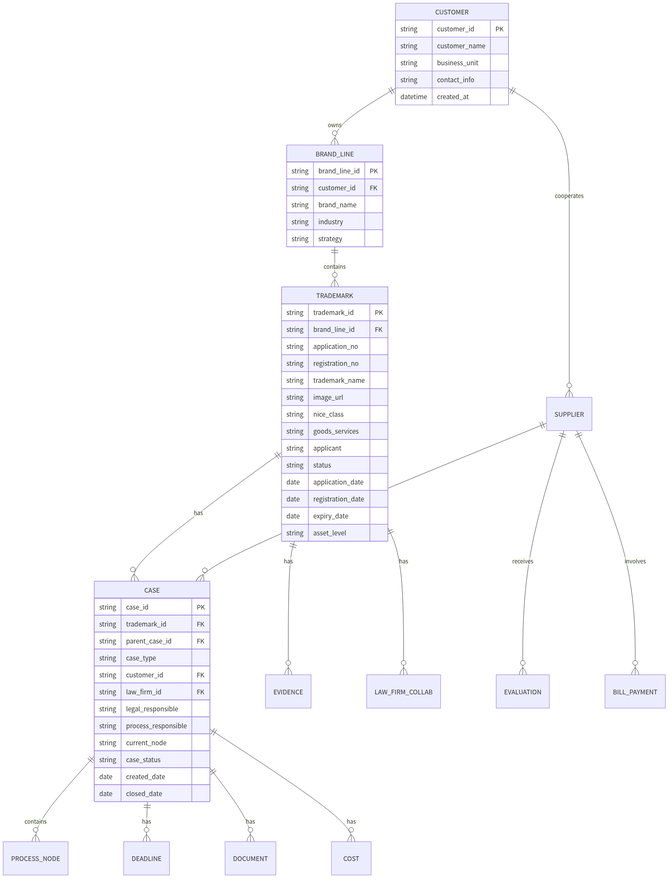 CUSTOMER
string customer_id PK
string customer_name
string business_unit
string contact_info
datetime created_at
owns
cooperates
BRAND_LINE
string brand_line_id PK
string customer_id FK
string brand_name
string industry
string strategy
contains
TRADEMARK
string trademark_id PK
string brand_line_id FK
string application_no
string registration_no
string trademark_name
string image_url
string nice_class
string goods_services
string applicant
string status
date application_date
date registration_date
date expiry_date
string asset_level
SUPPLIER
has
has
has
receives
involves
CASE
string case_id PK
string trademark_id FK
string parent_case_id FK
string case_type
string customer_id FK
string law_firm_id FK
string legal_responsible
string process_responsible
string current_node
string case_status
date created_date
date closed_date
EVIDENCE
LAW_FIRM_COLLAB
EVALUATION
BILL_PAYMENT
contains
has
has
has
PROCESS_NODE
DEADLINE
DOCUMENT
COST